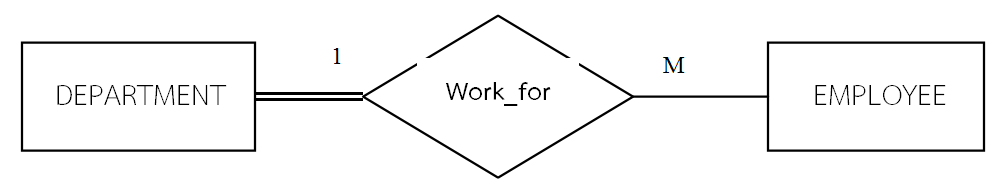 1
M
DEPARTMENT
Work_for
EMPLOYEE